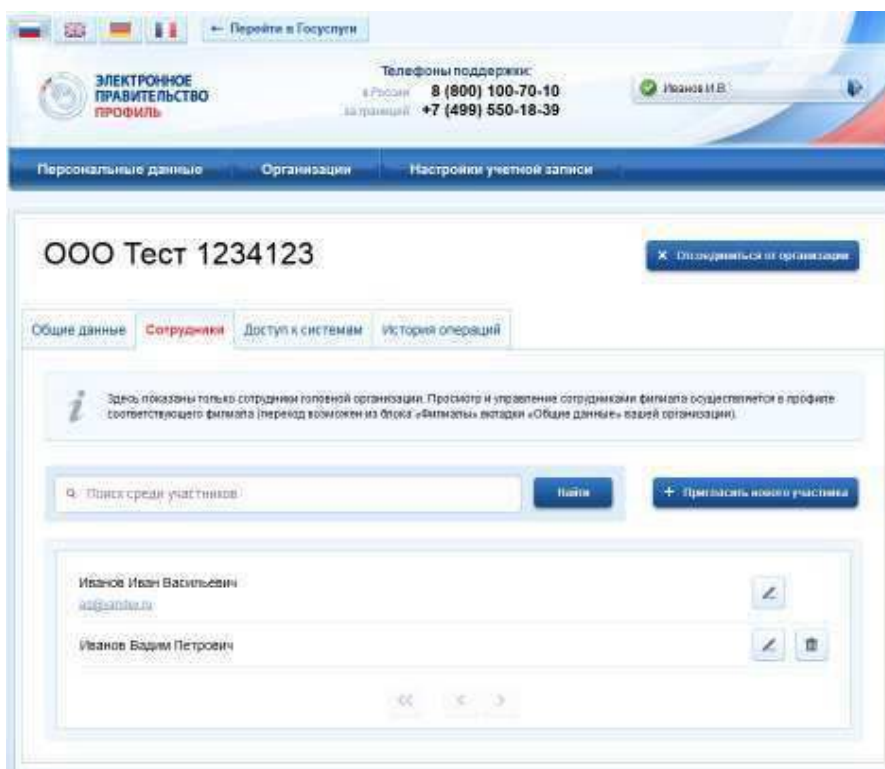 ← Перейти в Госуслуги
ЭЛЕКТРОННОЕ
ПРАВИТЕЛЬСТВО
ПРОФИЛЬ
Телефоны поддержки:
в России 8 (800) 100-70-10
за границей +7 (499) 550-18-39
Иванов И.В.
Персональные данные Организации Настройки учетной записи
ООО Тест 1234123
× Отсоединиться от организации
Общие данные Сотрудники Доступ к системам История операций
Здесь показаны только сотрудники головной организации. Просмотр и управление сотрудниками филиала осуществляется в профиле
соответствующего филиала (переход возможен из блока «Филиалы» вкладки «Общие данные» вашей организации).
Поиск среди участников
Найти
+ Пригласить нового участника
Иванов Иван Васильевич
Иванов Вадим Петрович